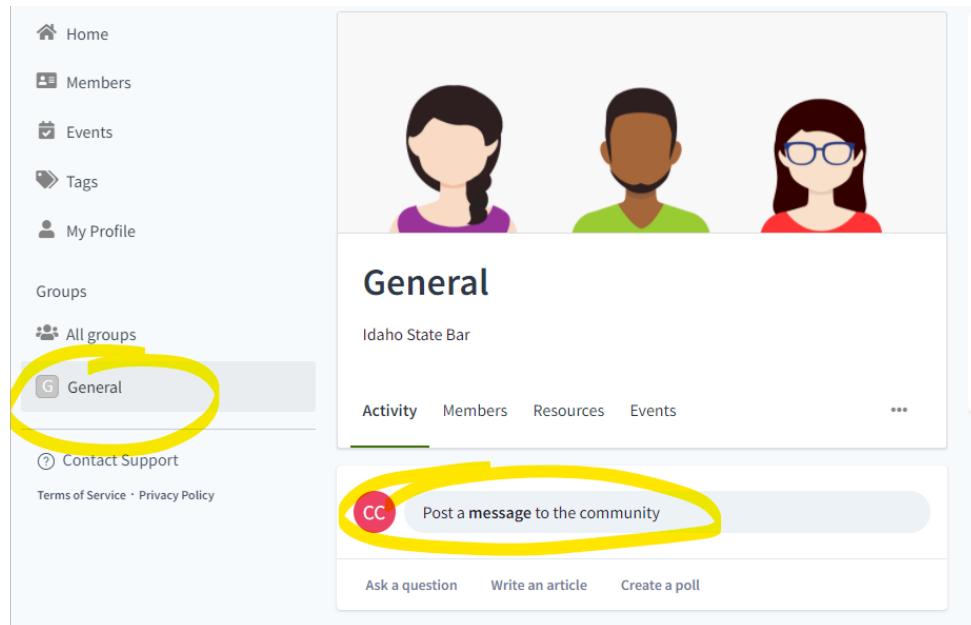 Home
Members
Events
Tags
My Profile
Groups
All groups
G General
Contact Support
Terms of Service · Privacy Policy
General
Idaho State Bar
Activity Members Resources Events
CC Post a message to the community
Ask a question Write an article Create a poll